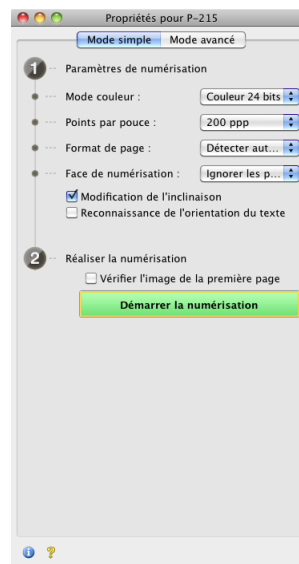 Propriétés pour P-215
Mode simple Mode avancé
1 Paramètres de numérisation
Mode couleur : Couleur 24 bits
Points par pouce : 200 ppp
Format de page : Détecter aut...
Face de numérisation : Ignorer les p...
Modification de l'inclinaison
Reconnaissance de l'orientation du texte
2 Réaliser la numérisation
Vérifier l'image de la première page
Démarrer la numérisation